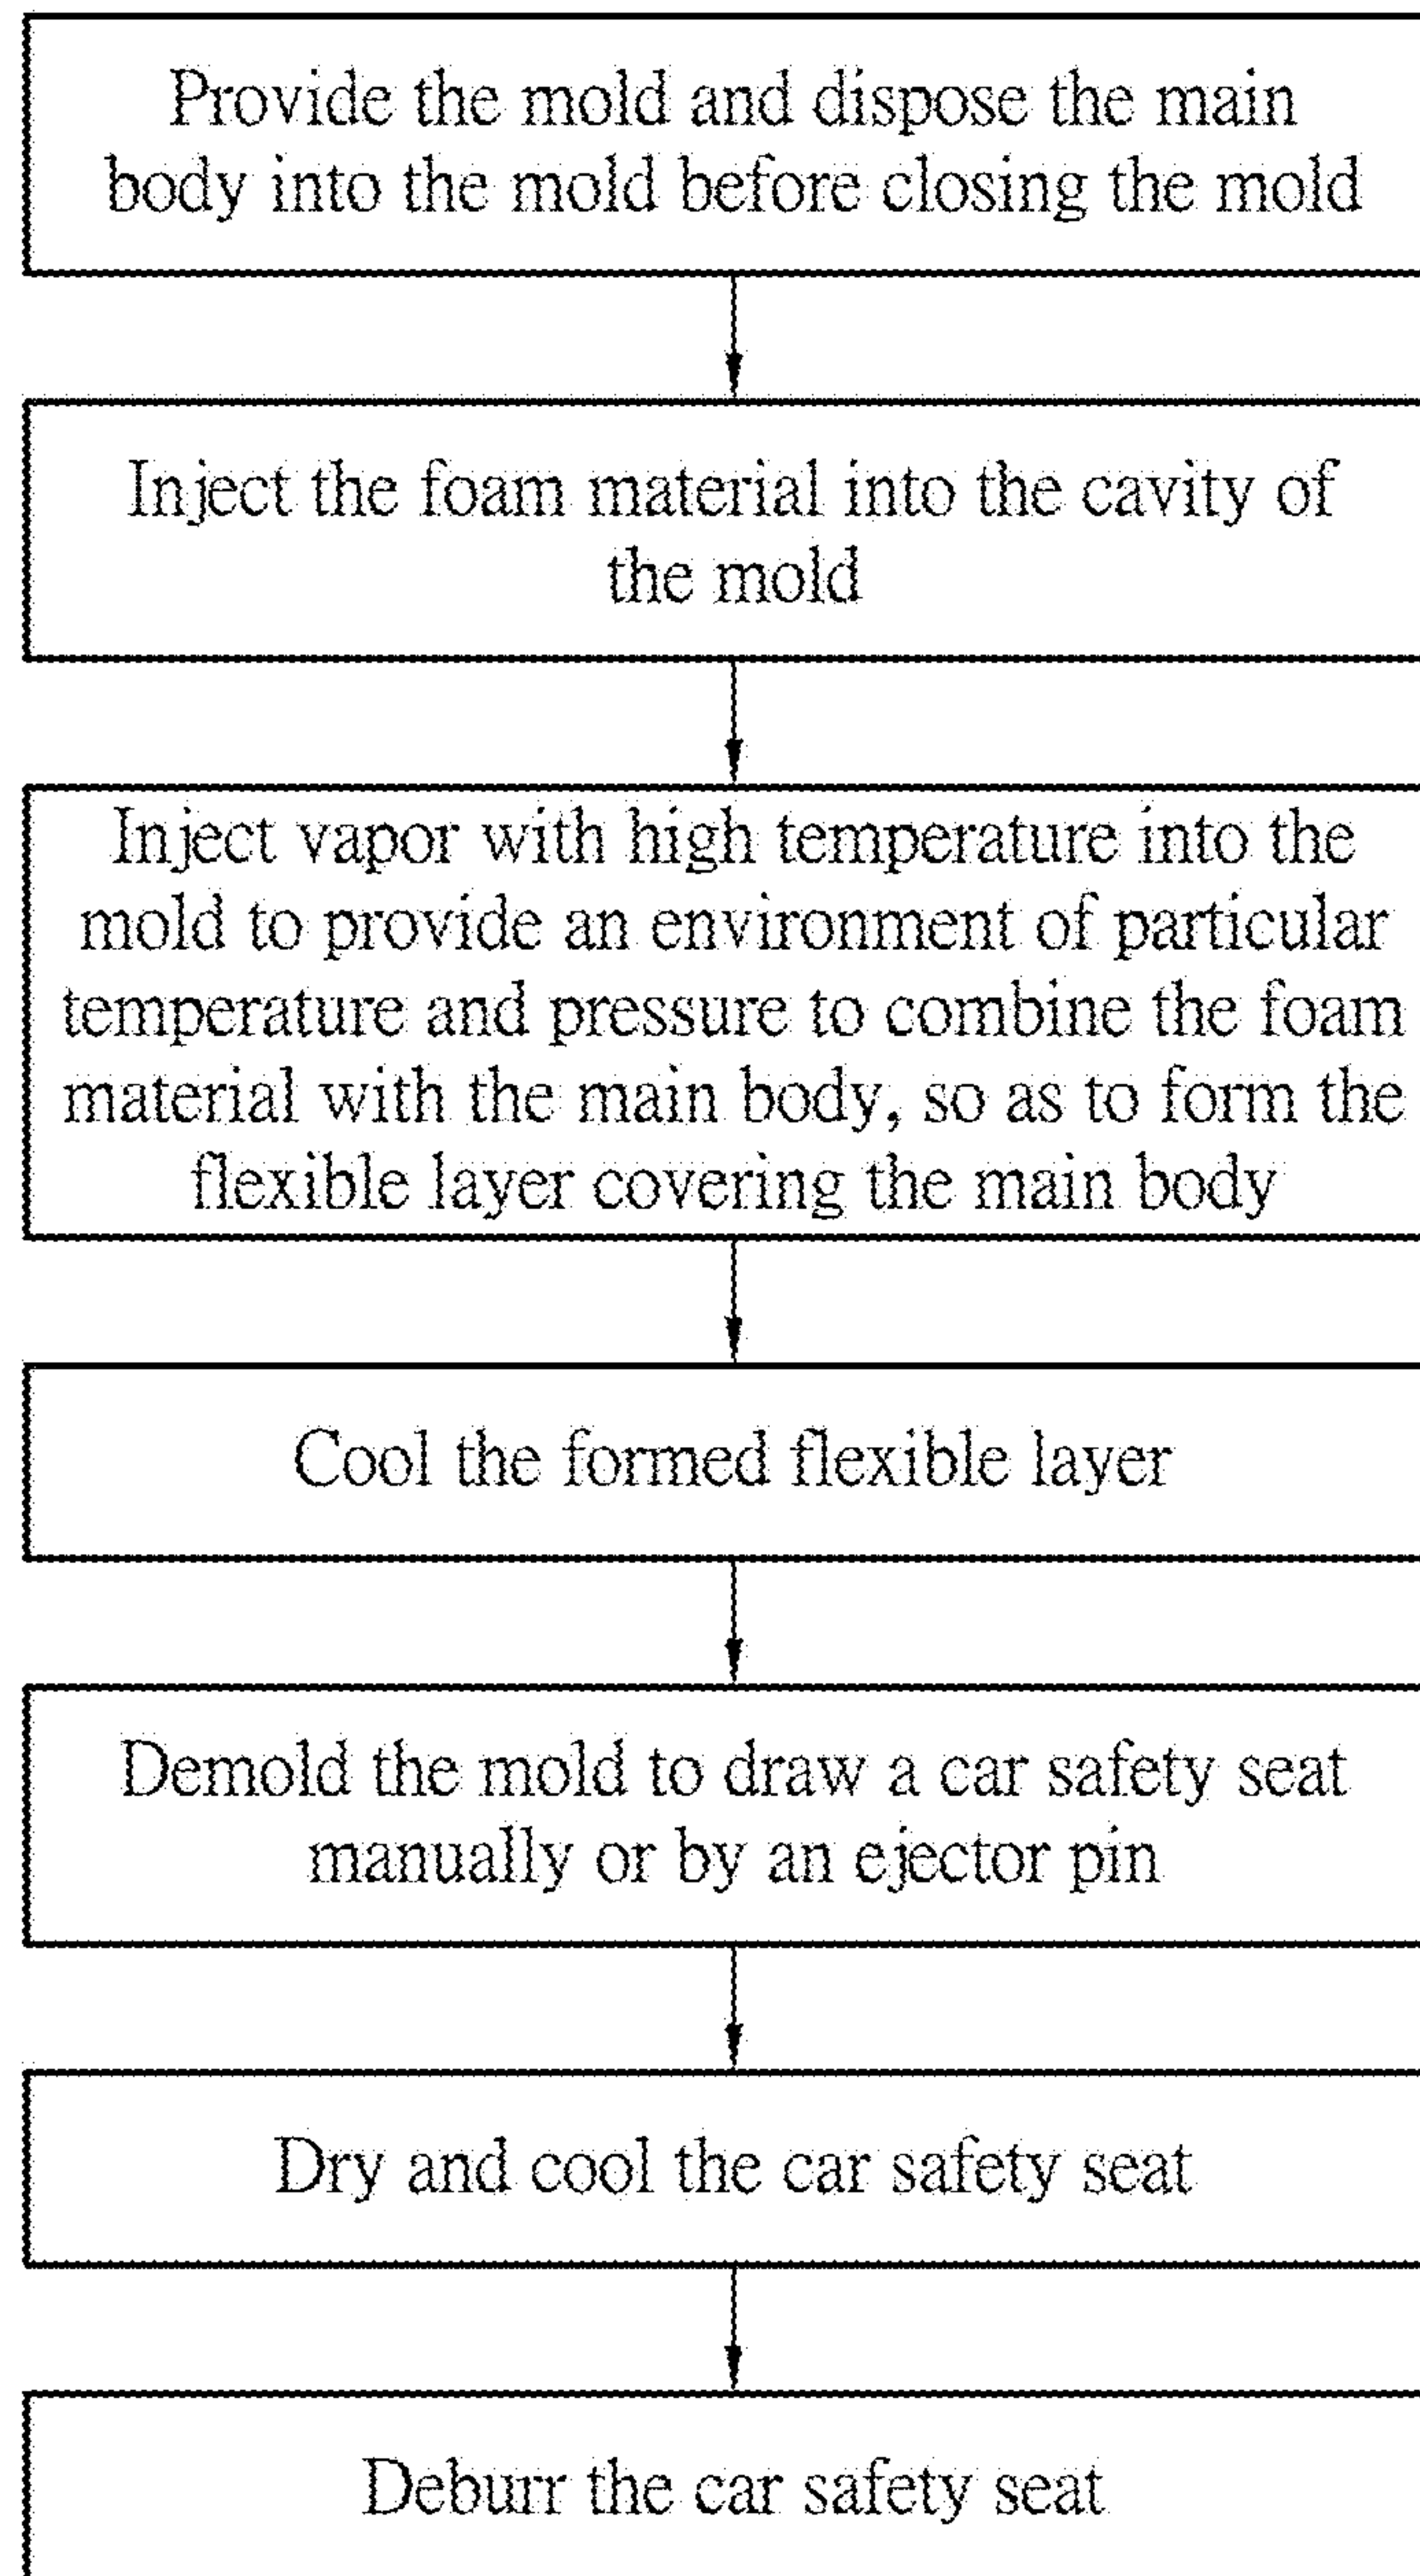 Provide the mold and dispose the main
body into the mold before closing the mold
Inject the foam material into the cavity of
the mold
Inject vapor with high temperature into the
mold to provide an environment of particular
temperature and pressure to combine the foam
material with the main body, so as to form the
flexible layer covering the main body
Cool the formed flexible layer
Demold the mold to draw a car safety seat
manually or by an ejector pin
Dry and cool the car safety seat
Deburr the car safety seat